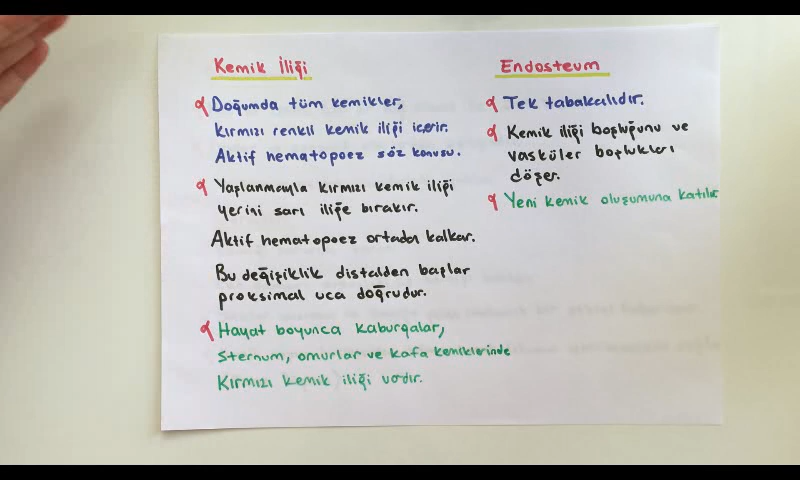 Kemik İliği
Doğumda tüm kemikler,
kırmızı renkli kemik iliği içerir.
Aktif hematopoez söz konusu.
Yaşlanmayla kırmızı kemik iliği
yerini sarı iliğe bırakır.
Aktif hematopoez ortadan kalkar.
Bu değişiklik distalden başlar
proksimal uca doğrudur.
Hayat boyunca kaburgalar,
sternum, omurlar ve kafa kemiklerinde
kırmızı kemik iliği vardır.
Endosteum
Tek tabakalıdır.
Kemik iliği boşluğunu ve
vasküler boşlukları
döşer.
Yeni kemik oluşumuna katılır